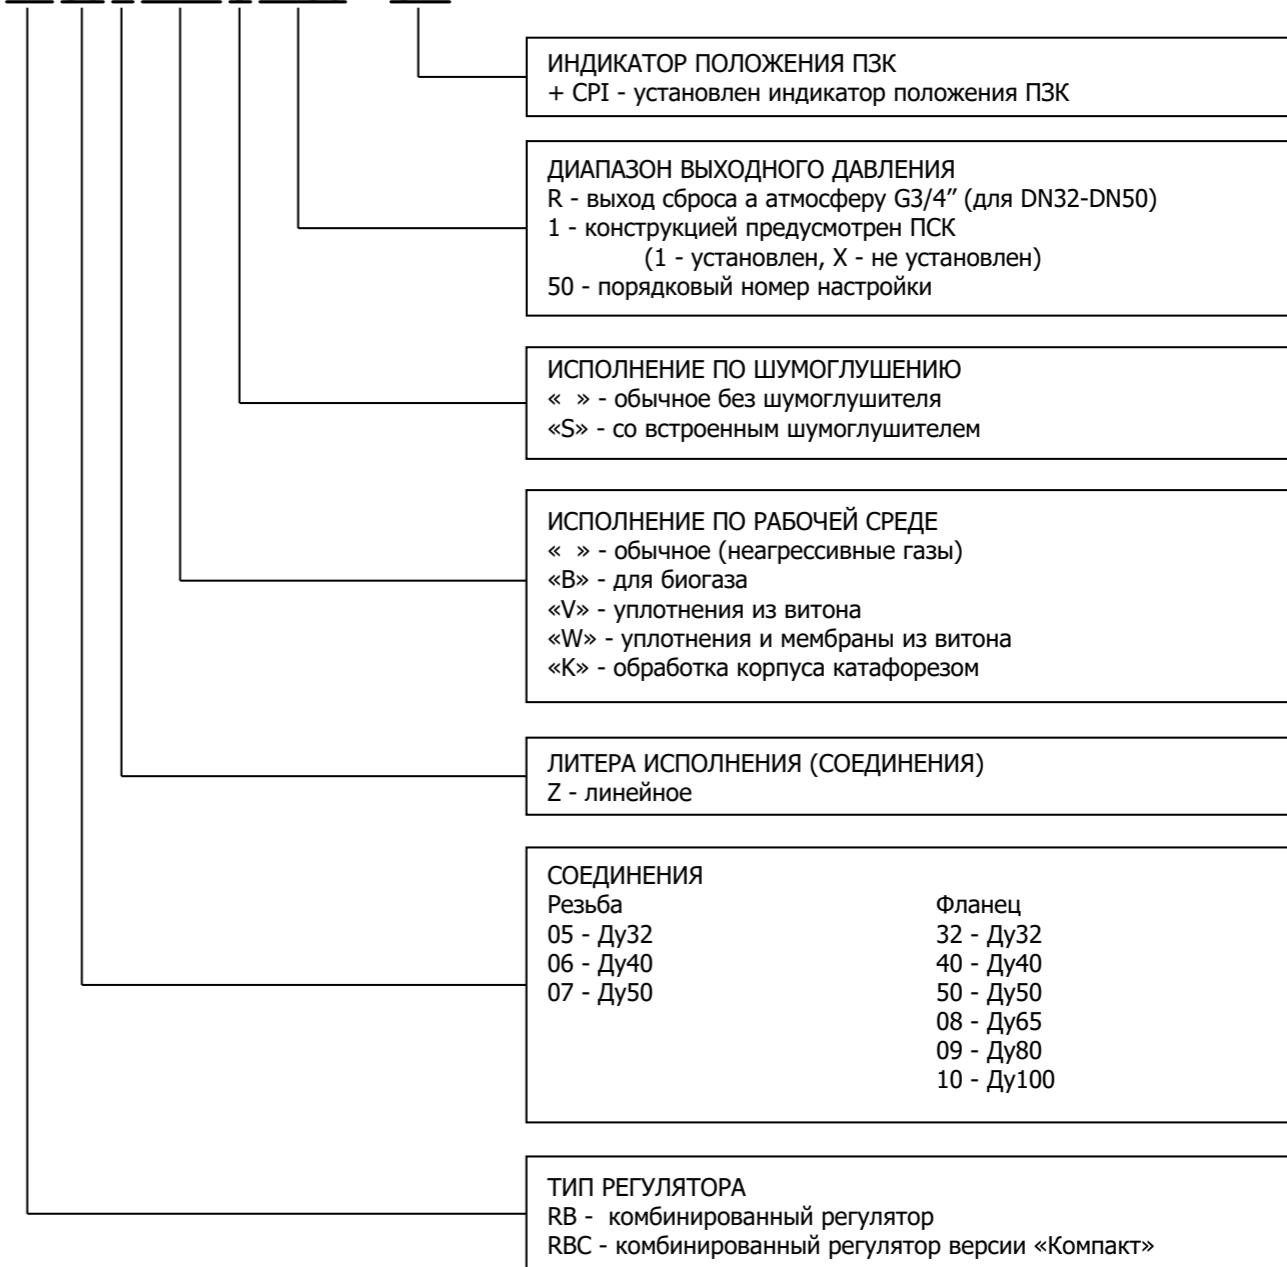 ИНДИКАТОР ПОЛОЖЕНИЯ ПЗК
+ CPI - установлен индикатор положения ПЗК
ДИАПАЗОН ВЫХОДНОГО ДАВЛЕНИЯ
R - выход сброса а атмосферу G3/4” (для DN32-DN50)
1 - конструкцией предусмотрен ПСК
(1 - установлен, X - не установлен)
50 - порядковый номер настройки
ИСПОЛНЕНИЕ ПО ШУМОГЛУШЕНИЮ
« » - обычное без шумоглушителя
«S» - со встроенным шумоглушителем
ИСПОЛНЕНИЕ ПО РАБОЧЕЙ СРЕДЕ
« » - обычное (неагрессивные газы)
«B» - для биогаза
«V» - уплотнения из витона
«W» - уплотнения и мембраны из витона
«K» - обработка корпуса катафорезом
ЛИТЕРА ИСПОЛНЕНИЯ (СОЕДИНЕНИЯ)
Z - линейное
СОЕДИНЕНИЯ
Резьба Фланец
05 - Ду32 32 - Ду32
06 - Ду40 40 - Ду40
07 - Ду50 50 - Ду50
08 - Ду65
09 - Ду80
10 - Ду100
ТИП РЕГУЛЯТОРА
RB - комбинированный регулятор
RBC - комбинированный регулятор версии «Компакт»